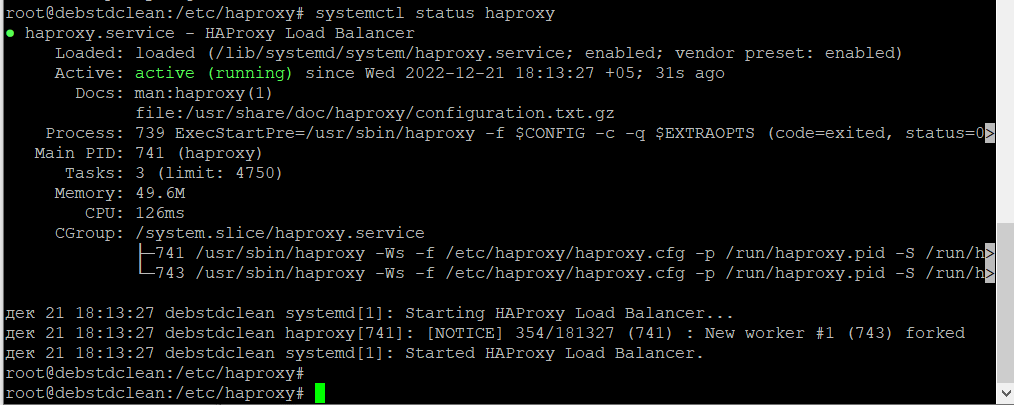 root@debstdclean:/etc/haproxy# systemctl status haproxy
● haproxy.service - HAProxy Load Balancer
     Loaded: loaded (/lib/systemd/system/haproxy.service; enabled; vendor preset: enabled)
     Active: active (running) since Wed 2022-12-21 18:13:27 +05; 31s ago
       Docs: man:haproxy(1)
             file:/usr/share/doc/haproxy/configuration.txt.gz
    Process: 739 ExecStartPre=/usr/sbin/haproxy -f $CONFIG -c -q $EXTRAOPTS (code=exited, status=0>
   Main PID: 741 (haproxy)
      Tasks: 3 (limit: 4750)
     Memory: 49.6M
        CPU: 126ms
     CGroup: /system.slice/haproxy.service
             ├─741 /usr/sbin/haproxy -Ws -f /etc/haproxy/haproxy.cfg -p /run/haproxy.pid -S /run/h>
             └─743 /usr/sbin/haproxy -Ws -f /etc/haproxy/haproxy.cfg -p /run/haproxy.pid -S /run/h>
дек 21 18:13:27 debstdclean systemd[1]: Starting HAProxy Load Balancer...
дек 21 18:13:27 debstdclean haproxy[741]: [NOTICE] 354/181327 (741) : New worker #1 (743) forked
дек 21 18:13:27 debstdclean systemd[1]: Started HAProxy Load Balancer.
root@debstdclean:/etc/haproxy#
root@debstdclean:/etc/haproxy#